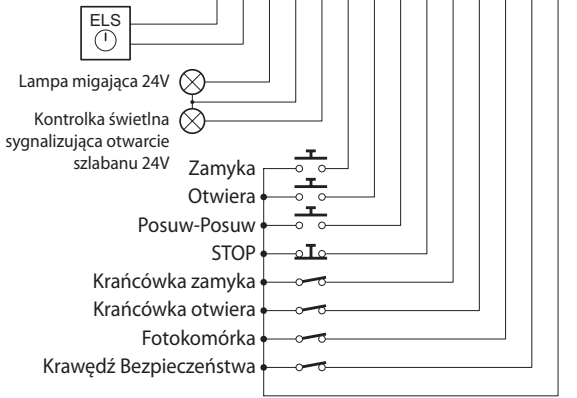 ELS
Lampa migająca 24V
Kontrolka świetlna
sygnalizująca otwarcie
szlabanu 24V
Zamyka
Otwiera
Posuw-Posuw
STOP
Krańcówka zamyka
Krańcówka otwiera
Fotokomórka
Krawędź Bezpieczeństwa